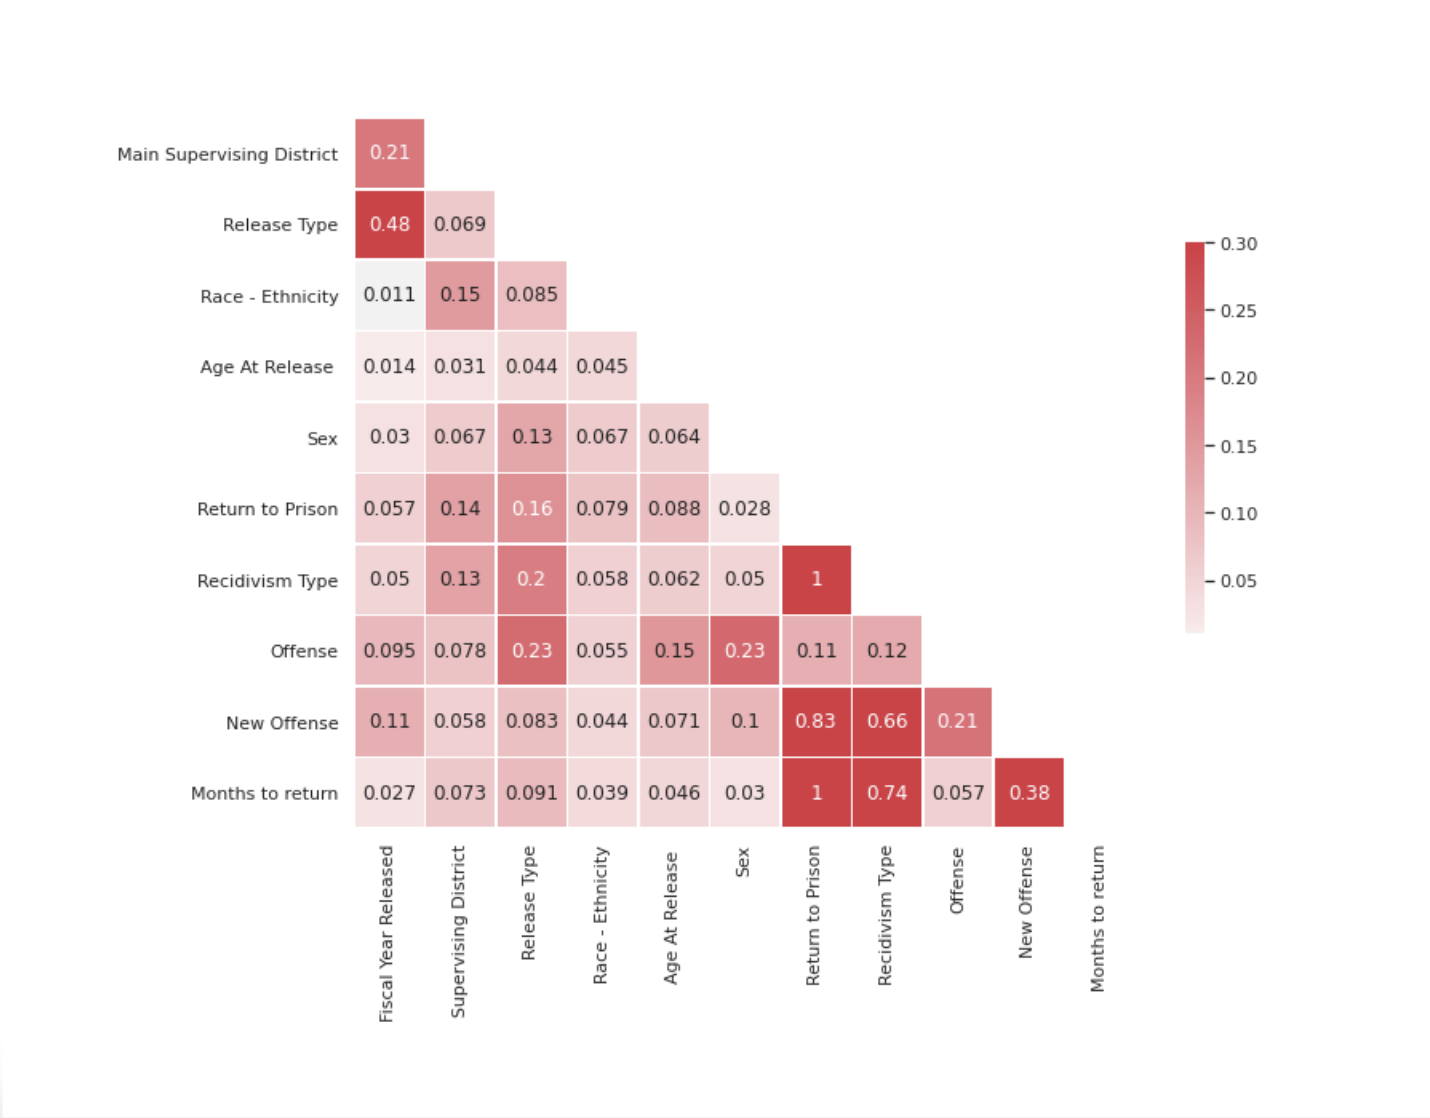 Main Supervising District 0.21
Release Type 0.48 0.069
0.30
Race - Ethnicity 0.011 0.15 0.085
0.25
Age At Release 0.014 0.031 0.044 0.045
0.20
Sex 0.03 0.067 0.13 0.067 0.064
0.15
Return to Prison 0.057 0.14 0.16 0.079 0.088 0.028
0.10
Recidivism Type 0.05 0.13 0.2 0.058 0.062 0.05 1
0.05
Offense 0.095 0.078 0.23 0.055 0.15 0.23 0.11 0.12
New Offense 0.11 0.058 0.083 0.044 0.071 0.1 0.83 0.66 0.21
Months to return 0.027 0.073 0.091 0.039 0.046 0.03 1 0.74 0.057 0.38
Fiscal Year Released
Supervising District
Release Type
Race - Ethnicity
Age At Release
Sex
Return to Prison
Recidivism Type
Offense
New Offense
Months to return